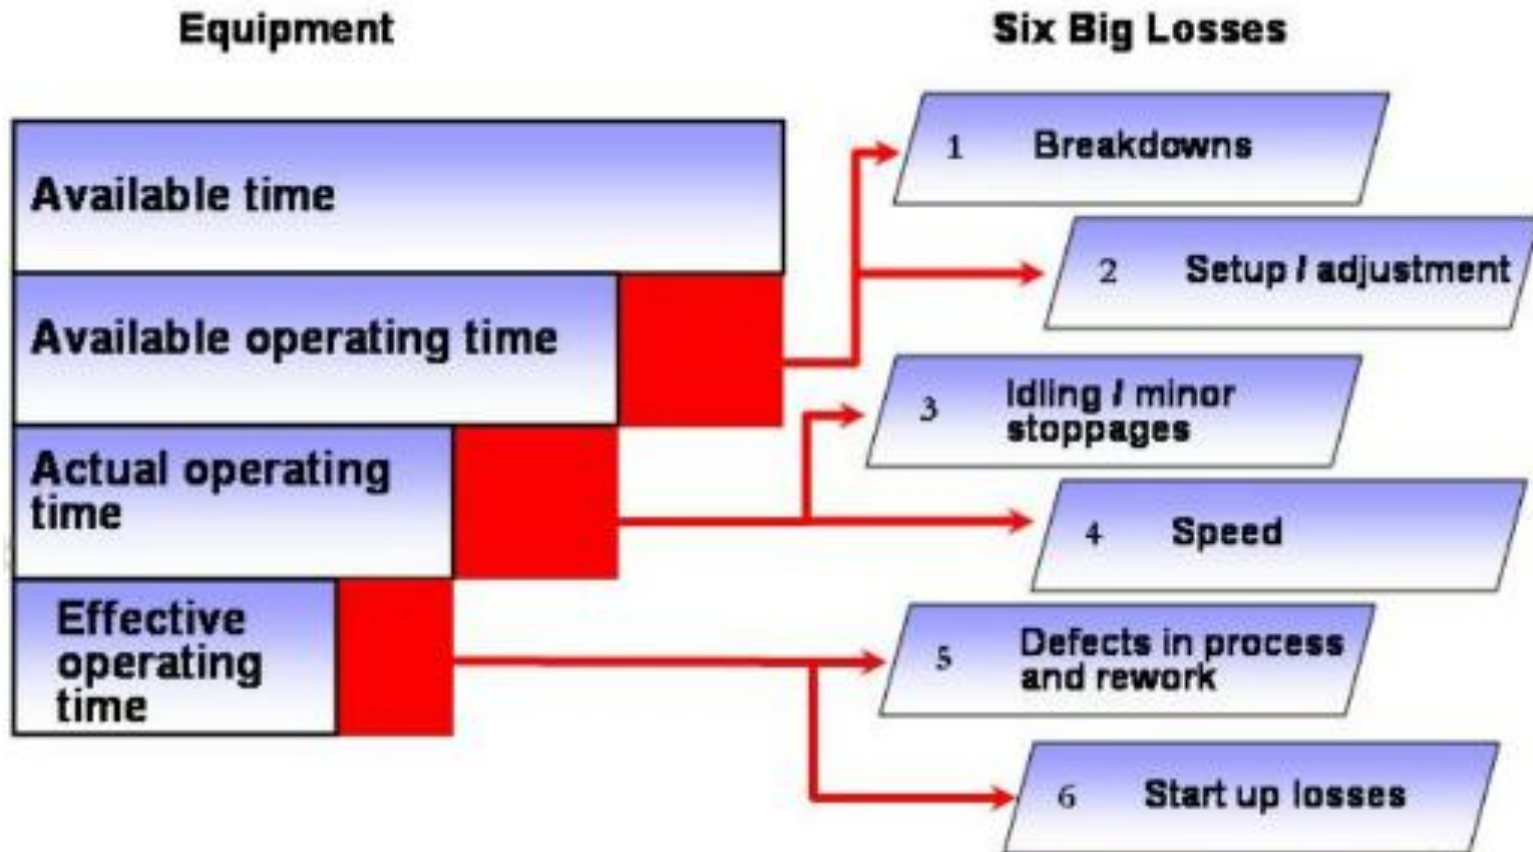 Equipment
Six Big Losses
Available time
Available operating time
Actual operating
time
Effective
operating
time
1 Breakdowns
2 Setup / adjustment
3 Idling / minor
stoppages
4 Speed
5 Defects in process
and rework
6 Start up losses